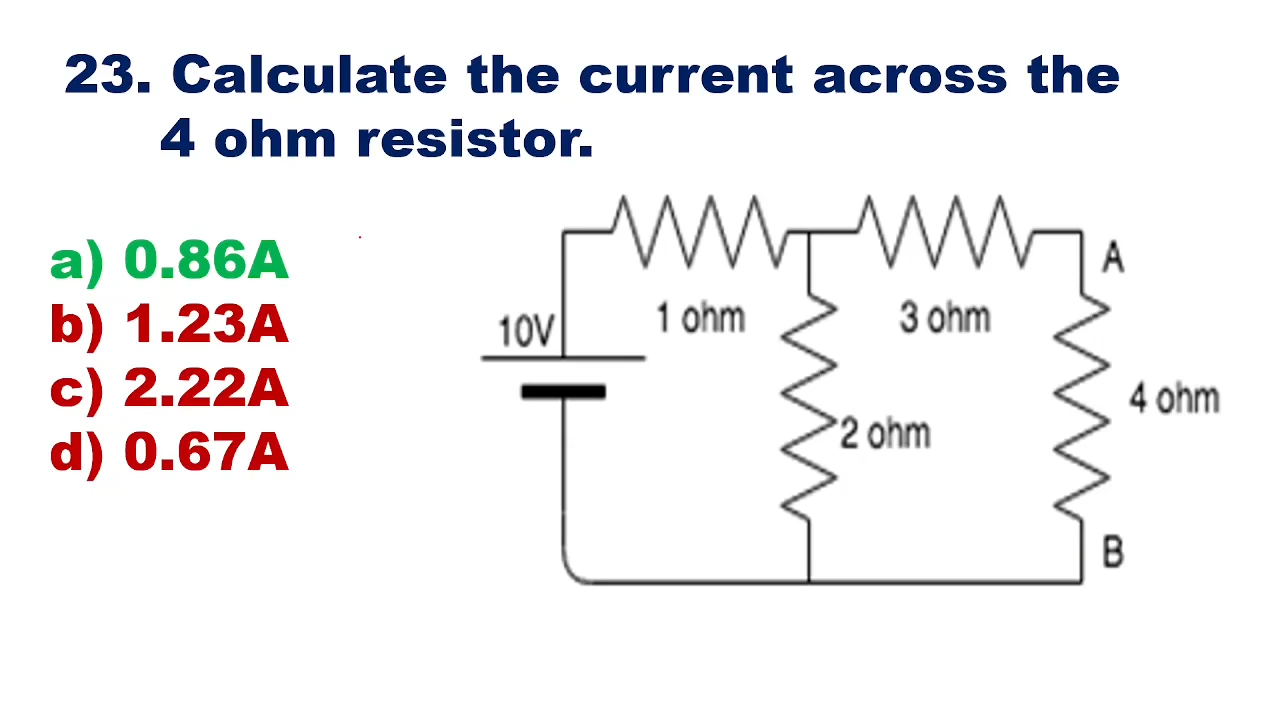 23. Calculate the current across the
4 ohm resistor.
a) 0.86A
b) 1.23A
c) 2.22A
d) 0.67A
A
1 ohm
3 ohm
10V
4 ohm
2 ohm
B